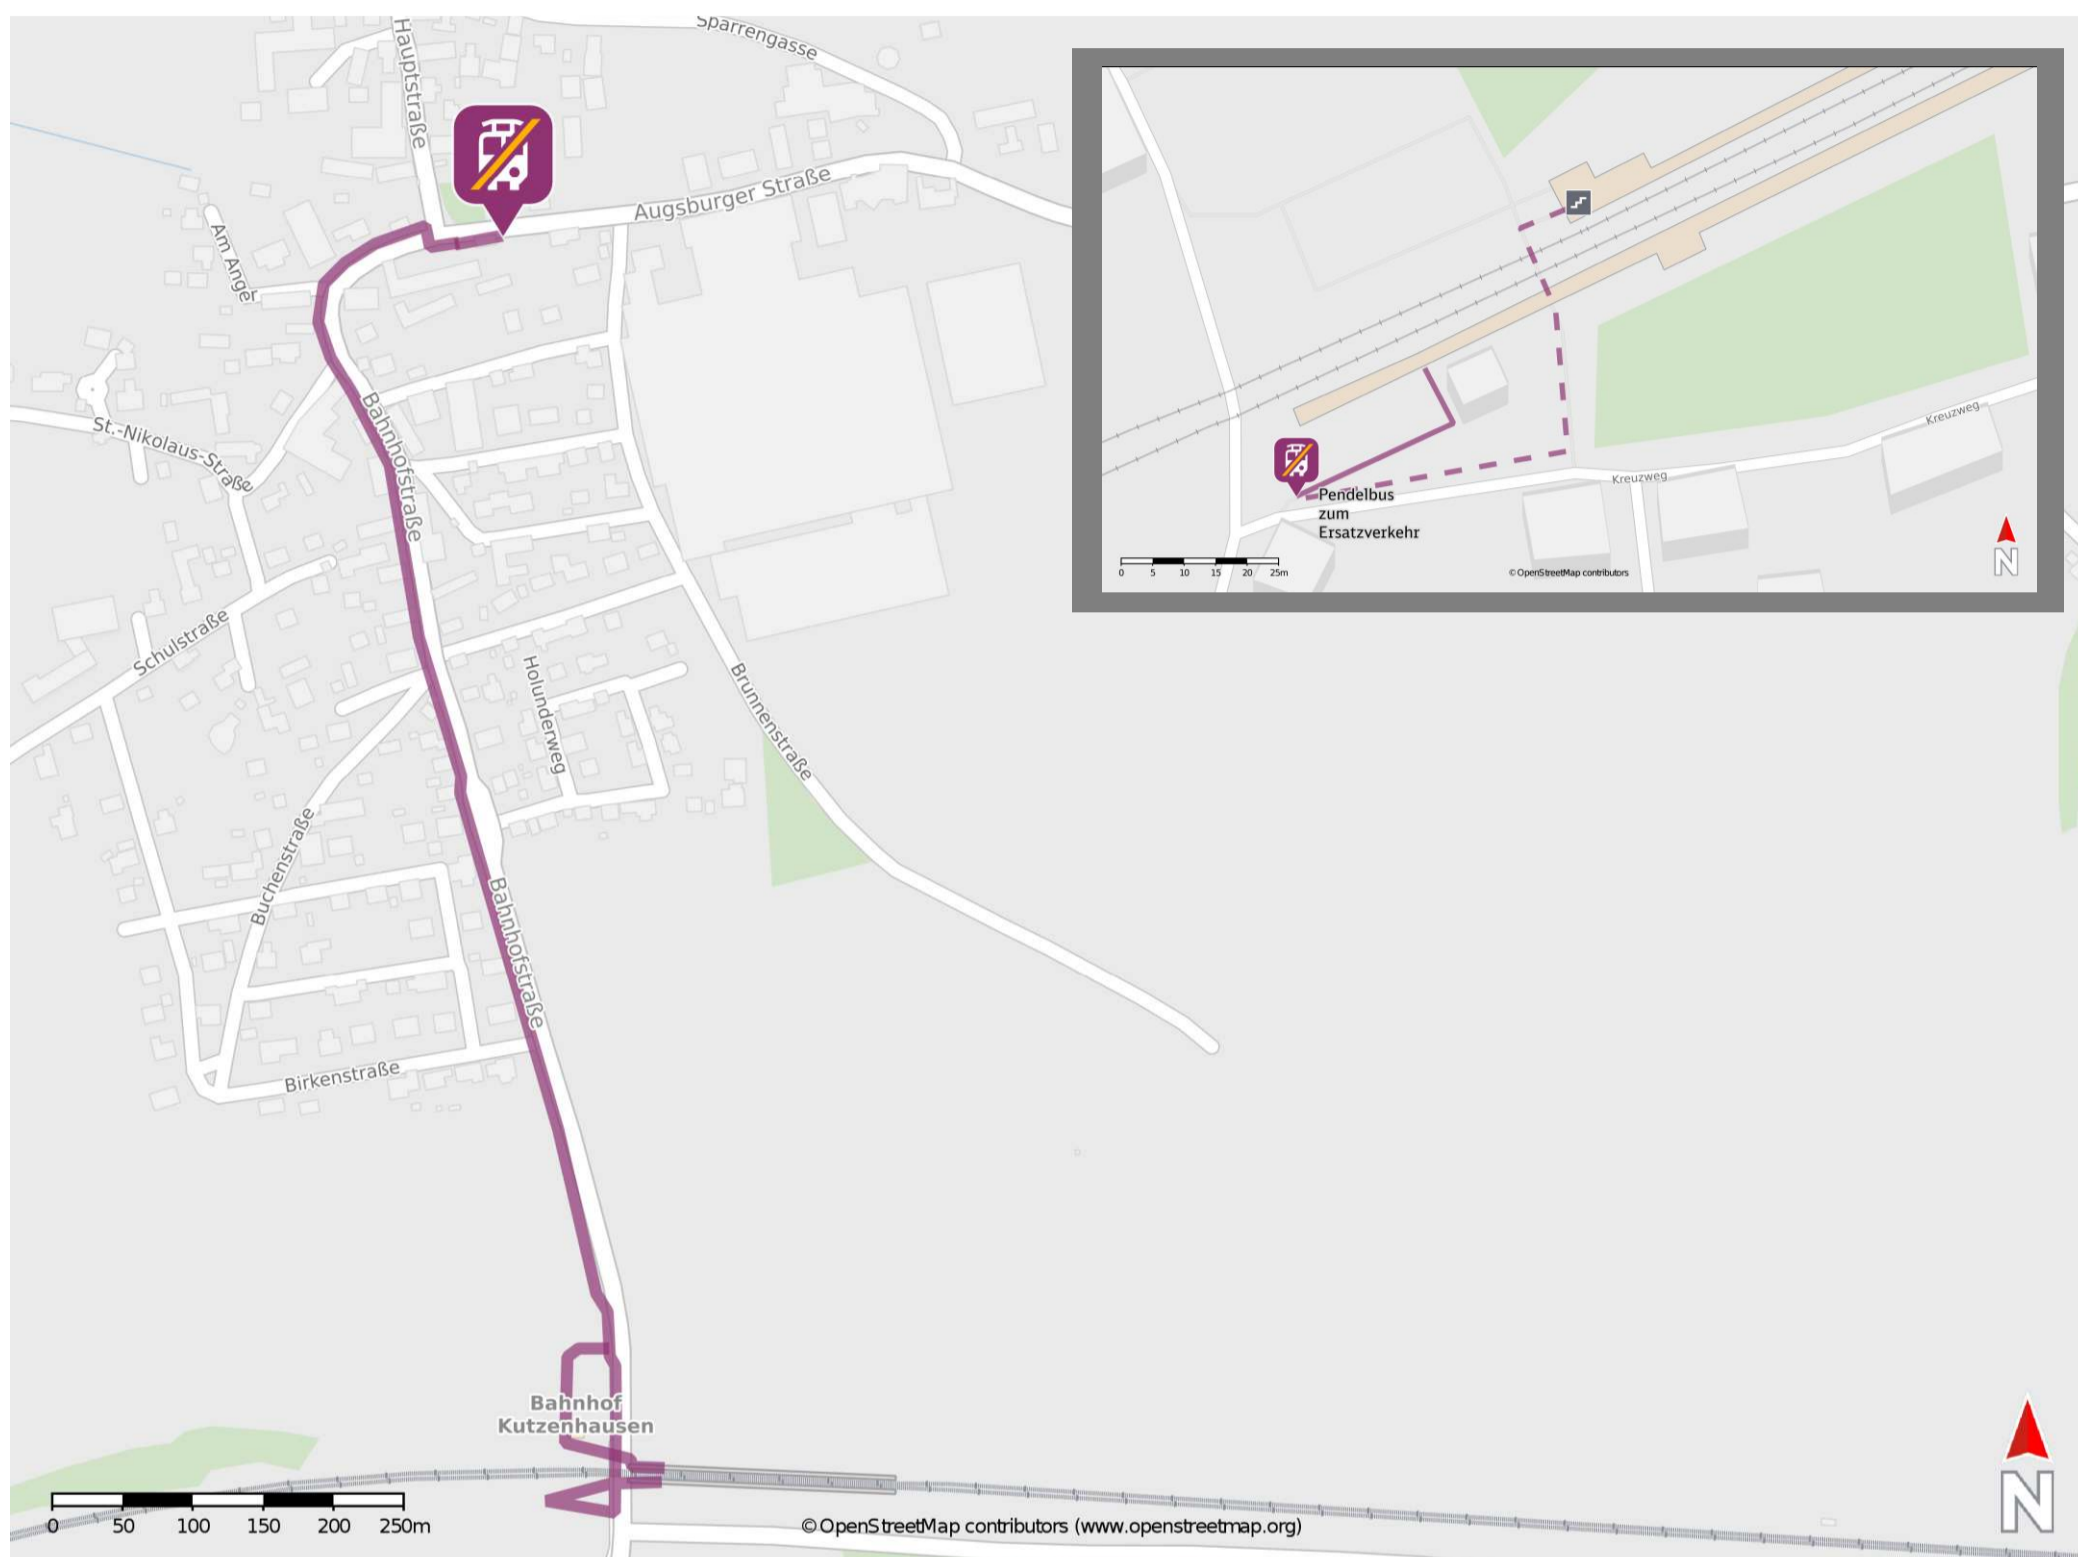 Sparrengasse
Hauptstraße
Augsburger Straße
Am Anger
St.-Nikolaus-Straße
Bahnhofstraße
Schulstraße
Holunderweg
Brunnenstraße
Buchenstraße
Bahnhofstraße
Birkenstraße
Bahnhof
Kutzenhausen
0 50 100 150 200 250m
© OpenStreetMap contributors (www.openstreetmap.org)
N
Kreuzweg
Kreuzweg
Pendelbus
zum
Ersatzverkehr
0 5 10 15 20 25m
© OpenStreetMap contributors
N